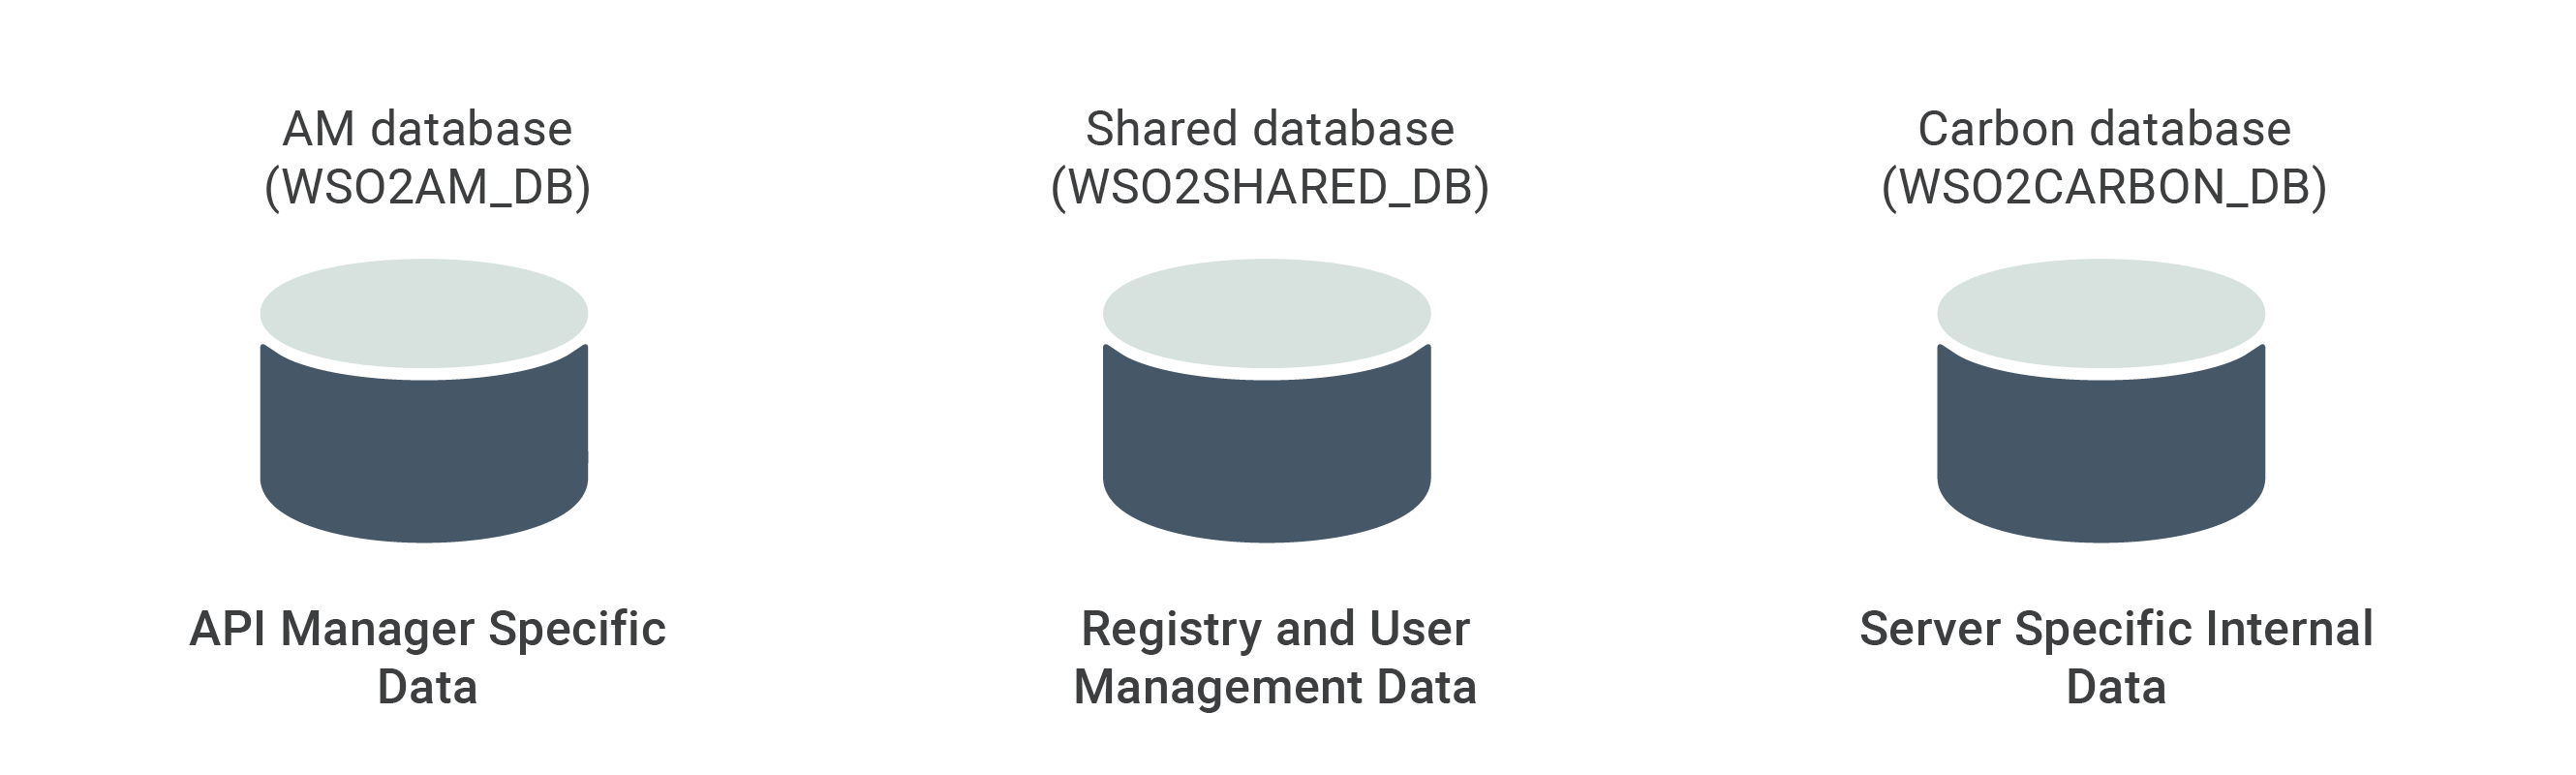 AM database
(WSO2AM_DB)
API Manager Specific
Data
Shared database
(WSO2SHARED_DB)
Registry and User
Management Data
Carbon database
(WSO2CARBON_DB)
Server Specific Internal
Data